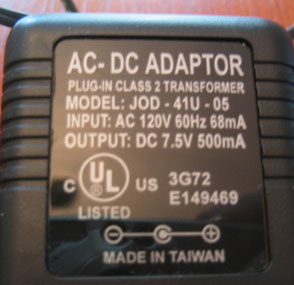 AC- DC ADAPTOR
PLUG-IN CLASS 2 TRANSFORMER
MODEL: JOD - 41U - 05
INPUT: AC 120V 60Hz 68mA
OUTPUT: DC 7.5V 500mA
C UL US 3G72
E149469
LISTED
MADE IN TAIWAN